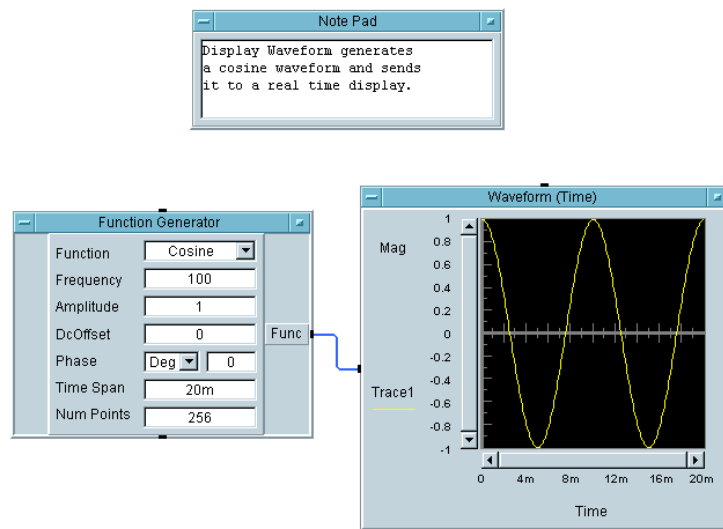 Note Pad
Display Waveform generates
a cosine waveform and sends
it to a real time display.
Function Generator
Function Cosine
Frequency 100
Amplitude 1
DcOffset 0
Phase Deg 0
Time Span 20m
Num Points 256
Func
Waveform (Time)
Mag
Trace1
1
0.8
0.6
0.4
0.2
0
-0.2
-0.4
-0.6
-0.8
-1
0 4m 8m 12m 16m 20m
Time